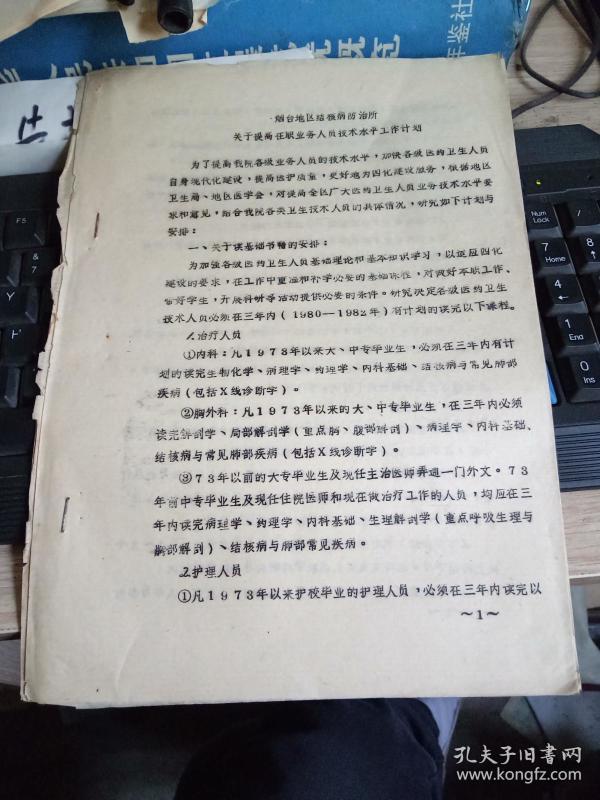 烟台地区结核病防治所
关于提高在职业务人员技术水平工作计划
为了提高我院各级业务人员的技术水平，加快各级医药卫生人员
自身现代化建设，提高医护质量，更好地为四化建设服务，根据地区
卫生局、地区医学会，对提高全区广大医药卫生人员业务技术水平要
求和意见，结合我院各类卫生技术人员的具体情况，研究如下计划与
安排：
一、关于读基础书籍的安排：
为加强各级医药卫生人员基础理论和基本知识学习，以适应四化
建设的要求，在工作中重温和补学必要的基础课程，对做好本职工作、
带好学生，开展科研等活动提供必要的条件。研究决定各级医药卫生
技术人员必须在三年内（1980—1982年）有计划的读完以下课程。
1.治疗人员
①内科：凡1973年以来大、中专毕业生，必须在三年内有计
划的读完生物化学、病理学、药理学、内科基础、结核病与常见肺部
疾病（包括X线诊断学）。
②胸外科：凡1973年以来的大、中专毕业生，在三年内必须
读完解剖学、局部解剖学（重点胸、腹部解剖）、病理学、内科基础、
结核病与常见肺部疾病（包括X线诊断学）。
③73年以前的大专毕业生及现任主治医师弄通一门外文。73
年前中专毕业生及现任住院医师和现在做治疗工作的人员，均应在三
年内读完病理学、药理学、内科基础、生理解剖学（重点呼吸生理与
胸部解剖）、结核病与肺部常见疾病。
2.护理人员
①凡1973年以来护校毕业的护理人员，必须在三年内读完以
～1～
年鉴社
孔夫子旧书网
www.kongfz.com